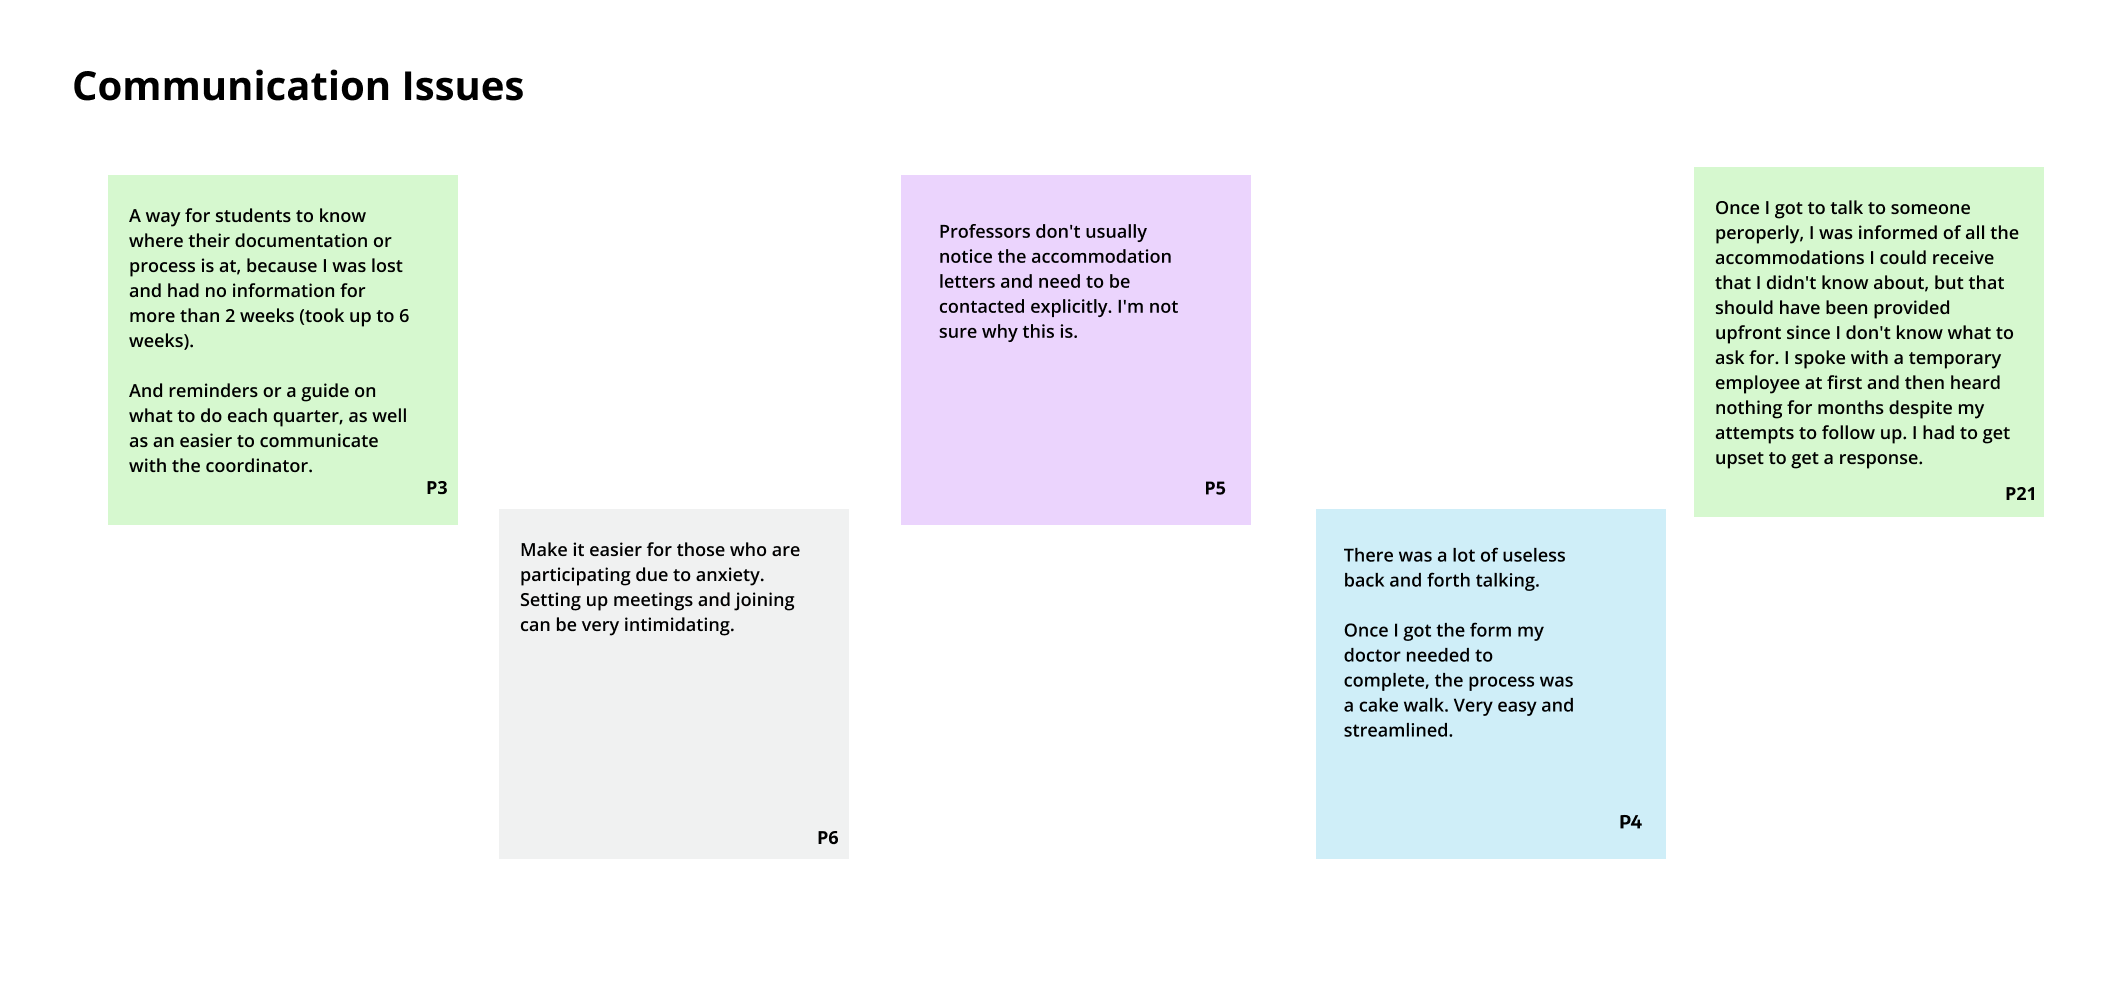 Communication Issues
A way for students to know
where their documentation or
process is at, because I was lost
and had no information for
more than 2 weeks (took up to 6
weeks).
And reminders or a guide on
what to do each quarter, as well
as an easier to communicate
with the coordinator.
P3
Make it easier for those who are
participating due to anxiety.
Setting up meetings and joining
can be very intimidating.
P6
Professors don't usually
notice the accommodation
letters and need to be
contacted explicitly. I'm not
sure why this is.
P5
There was a lot of useless
back and forth talking.
Once I got the form my
doctor needed to
complete, the process was
a cake walk. Very easy and
streamlined.
P4
Once I got to talk to someone
peroperly, I was informed of all the
accommodations I could receive
that I didn't know about, but that
should have been provided
upfront since I don't know what to
ask for. I spoke with a temporary
employee at first and then heard
nothing for months despite my
attempts to follow up. I had to get
upset to get a response.
P21